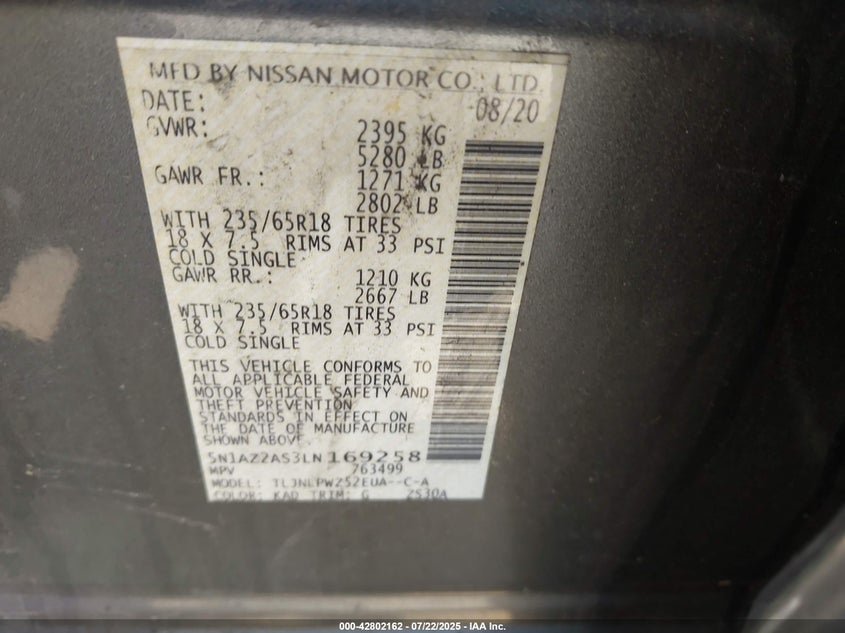 MFD BY NISSAN MOTOR CO., LTD.
DATE: 08/20
GVWR: 2395 KG
5280 LB
GAWR FR.: 1271 KG
2802 LB
WITH 235/65R18 TIRES
18 X 7.5 RIMS AT 33 PSI
COLD SINGLE
GAWR RR.: 1210 KG
2667 LB
WITH 235/65R18 TIRES
18 X 7.5 RIMS AT 33 PSI
COLD SINGLE
THIS VEHICLE CONFORMS TO
ALL APPLICABLE FEDERAL
MOTOR VEHICLE SAFETY AND
THEFT PREVENTION
STANDARDS IN EFFECT ON
THE DATE OF MANUFACTURE
SHOWN ABOVE.
5N1AZ2AS3LN169258
MPV 763499
MODEL: TLJNLPWZ52EUA--C-A
COLOR: KAD TRIM: G ZS30A
000-42802162 - 07/22/2025 - IAA Inc.